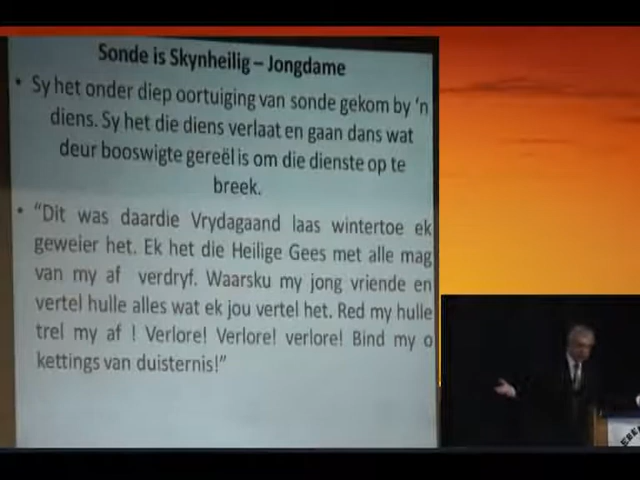 Sonde is Skynheilig – Jongdame
• Sy het onder diep oortuiging van sonde gekom by 'n
diens. Sy het die diens verlaat en gaan dans wat
deur booswigte gereël is om die dienste op te
breek.
• “Dit was daardie Vrydagaand laas wintertoe ek
geweier het. Ek het die Heilige Gees met alle mag
van my af verdryf. Waarsku my jong vriende en
vertel hulle alles wat ek jou vertel het. Red my hulle
trel my af ! Verlore! Verlore! verlore! Bind my o
kettings van duisternis!”